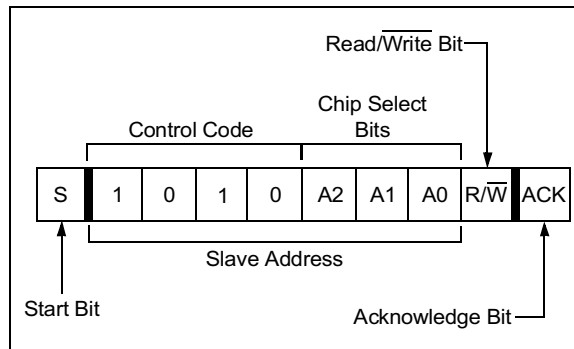 Read/Write Bit
Chip Select
Bits
Control Code
S 1 0 1 0 A2 A1 A0 R/W ACK
Slave Address
Start Bit
Acknowledge Bit